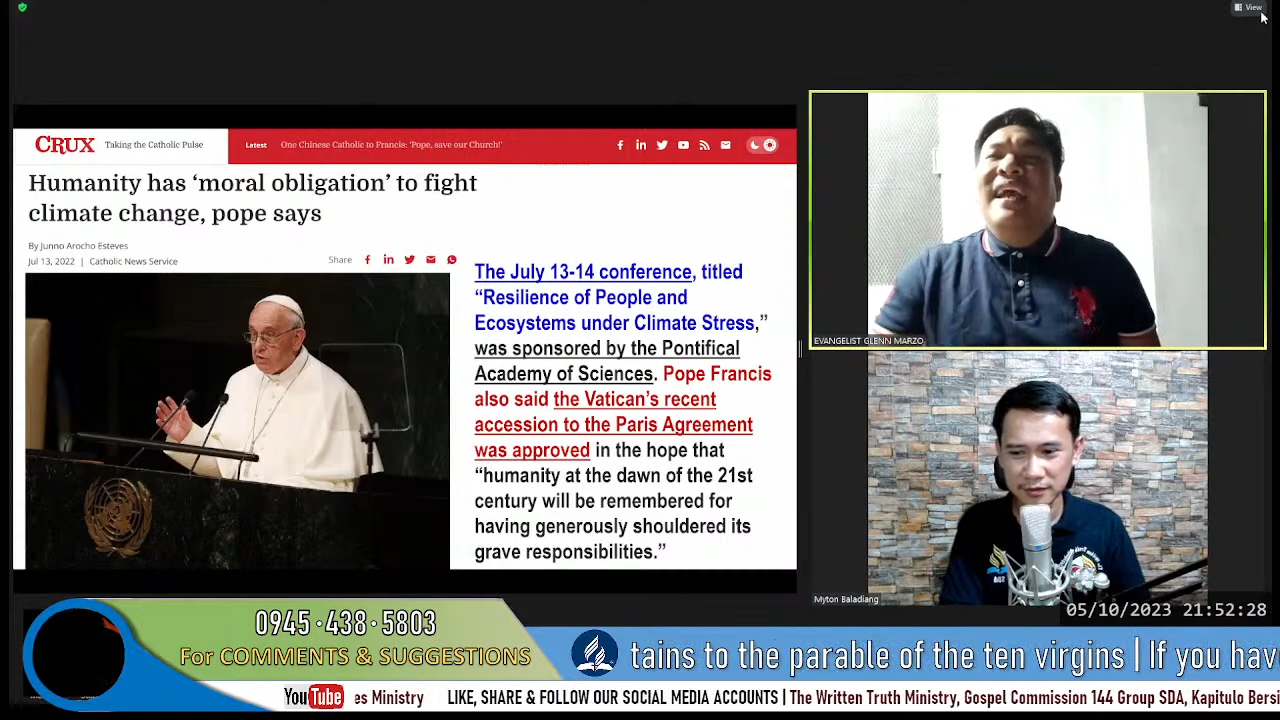 View
CRUX
Taking the Catholic Pulse
Latest
One Chinese Catholic to Francis: 'Pope, save our Church!'
Humanity has ‘moral obligation’ to fight
climate change, pope says
By Junno Arocho Esteves
Jul 13, 2022 | Catholic News Service
Share
The July 13-14 conference, titled
“Resilience of People and
Ecosystems under Climate Stress,”
was sponsored by the Pontifical
Academy of Sciences. Pope Francis
also said the Vatican’s recent
accession to the Paris Agreement
was approved in the hope that
“humanity at the dawn of the 21st
century will be remembered for
having generously shouldered its
grave responsibilities.”
EVANGELIST GLENN MARZO
Myton Baladiang
05/10/2023 21:52:28
0945·438·5803
For COMMENTS & SUGGESTIONS
tains to the parable of the ten virgins | If you hav
YouTube
es Ministry
LIKE, SHARE & FOLLOW OUR SOCIAL MEDIA ACCOUNTS | The Written Truth Ministry, Gospel Commission 144 Group SDA, Kapitulo Bersi